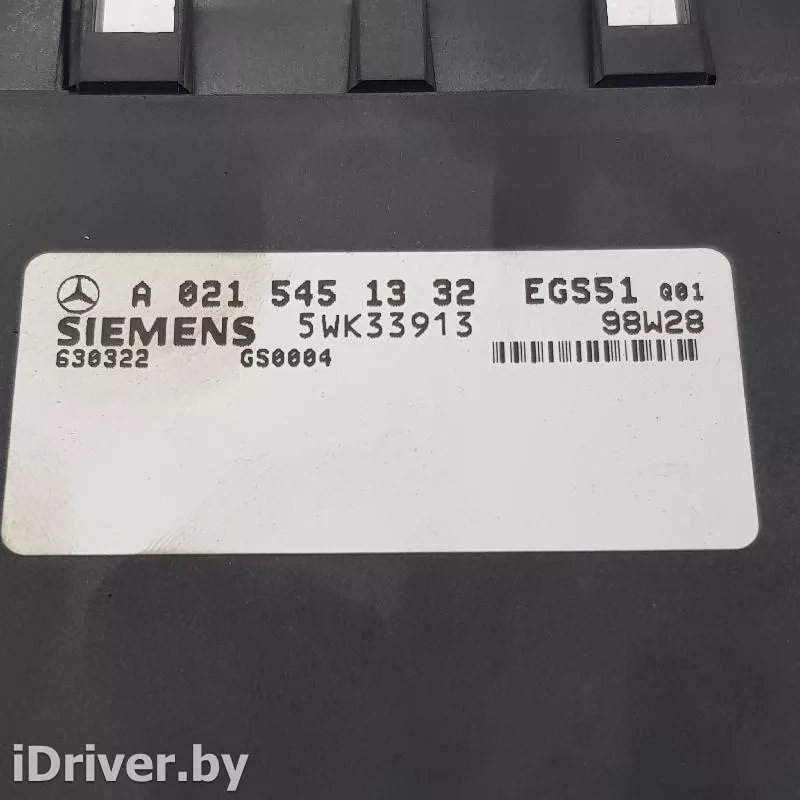 A 021 545 13 32 EGS51 Q01
SIEMENS 5WK33913 98W28
630322 GS0004
iDriver.by